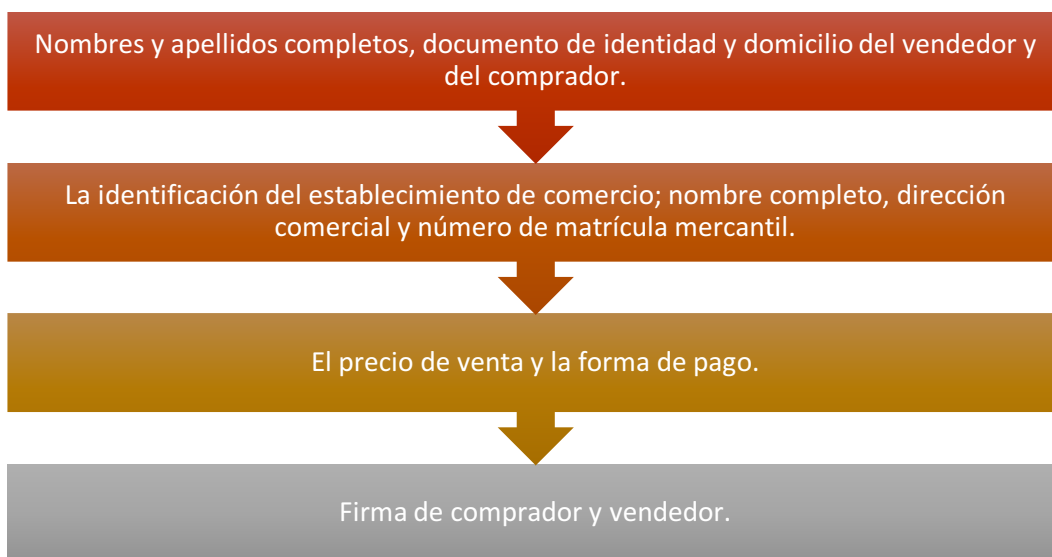 Nombres y apellidos completos, documento de identidad y domicilio del vendedor y
del comprador.
La identificación del establecimiento de comercio; nombre completo, dirección
comercial y número de matrícula mercantil.
El precio de venta y la forma de pago.
Firma de comprador y vendedor.